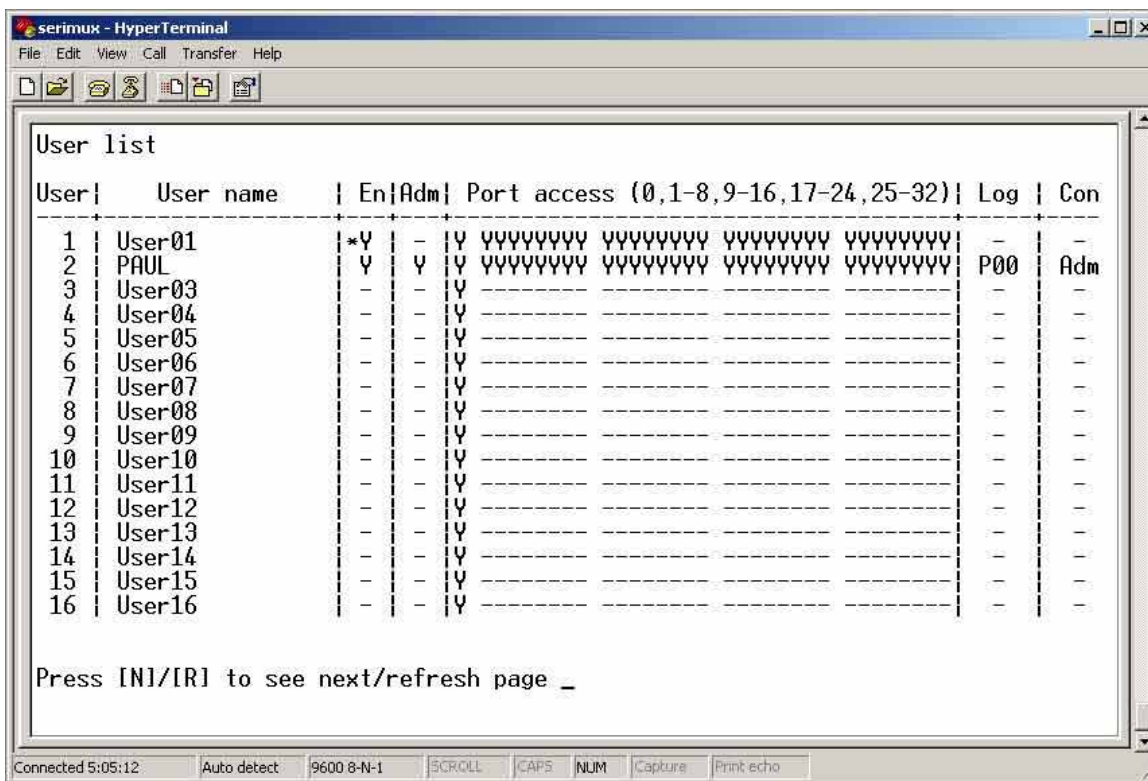 serimux - HyperTerminal
File Edit View Call Transfer Help
User list
User| User name | En|Adm| Port access (0,1-8,9-16,17-24,25-32)| Log | Con
1 | User01 |*Y | - |Y YYYYYYYY YYYYYYYY YYYYYYYY YYYYYYYY| - | -
2 | PAUL | Y | Y |Y YYYYYYYY YYYYYYYY YYYYYYYY YYYYYYYY| P00 | Adm
3 | User03 | - | - |Y -------- -------- -------- --------| - | -
4 | User04 | - | - |Y -------- -------- -------- --------| - | -
5 | User05 | - | - |Y -------- -------- -------- --------| - | -
6 | User06 | - | - |Y -------- -------- -------- --------| - | -
7 | User07 | - | - |Y -------- -------- -------- --------| - | -
8 | User08 | - | - |Y -------- -------- -------- --------| - | -
9 | User09 | - | - |Y -------- -------- -------- --------| - | -
10 | User10 | - | - |Y -------- -------- -------- --------| - | -
11 | User11 | - | - |Y -------- -------- -------- --------| - | -
12 | User12 | - | - |Y -------- -------- -------- --------| - | -
13 | User13 | - | - |Y -------- -------- -------- --------| - | -
14 | User14 | - | - |Y -------- -------- -------- --------| - | -
15 | User15 | - | - |Y -------- -------- -------- --------| - | -
16 | User16 | - | - |Y -------- -------- -------- --------| - | -
Press [N]/[R] to see next/refresh page _
Connected 5:05:12 Auto detect 9600 8-N-1 SCROLL CAPS NUM Capture Print echo